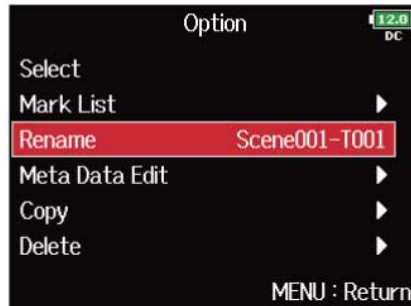 Option
12.0
DC
Select
Mark List
Rename Scene001-T001
Meta Data Edit
Copy
Delete
MENU : Return